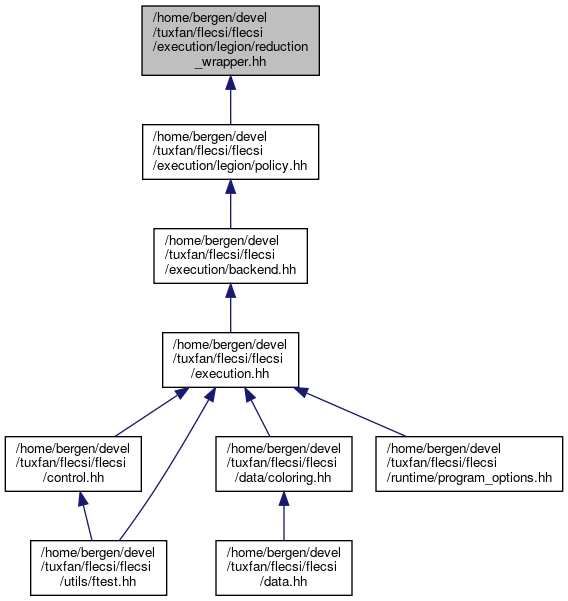 /home/bergen/devel
/tuxfan/flecsi/flecsi
/execution/legion/reduction
_wrapper.hh
/home/bergen/devel
/tuxfan/flecsi/flecsi
/execution/legion/policy.hh
/home/bergen/devel
/tuxfan/flecsi/flecsi
/execution/backend.hh
/home/bergen/devel
/tuxfan/flecsi/flecsi
/execution.hh
/home/bergen/devel
/tuxfan/flecsi/flecsi
/control.hh
/home/bergen/devel
/tuxfan/flecsi/flecsi
/data/coloring.hh
/home/bergen/devel
/tuxfan/flecsi/flecsi
/runtime/program_options.hh
/home/bergen/devel
/tuxfan/flecsi/flecsi
/utils/ftest.hh
/home/bergen/devel
/tuxfan/flecsi/flecsi
/data.hh